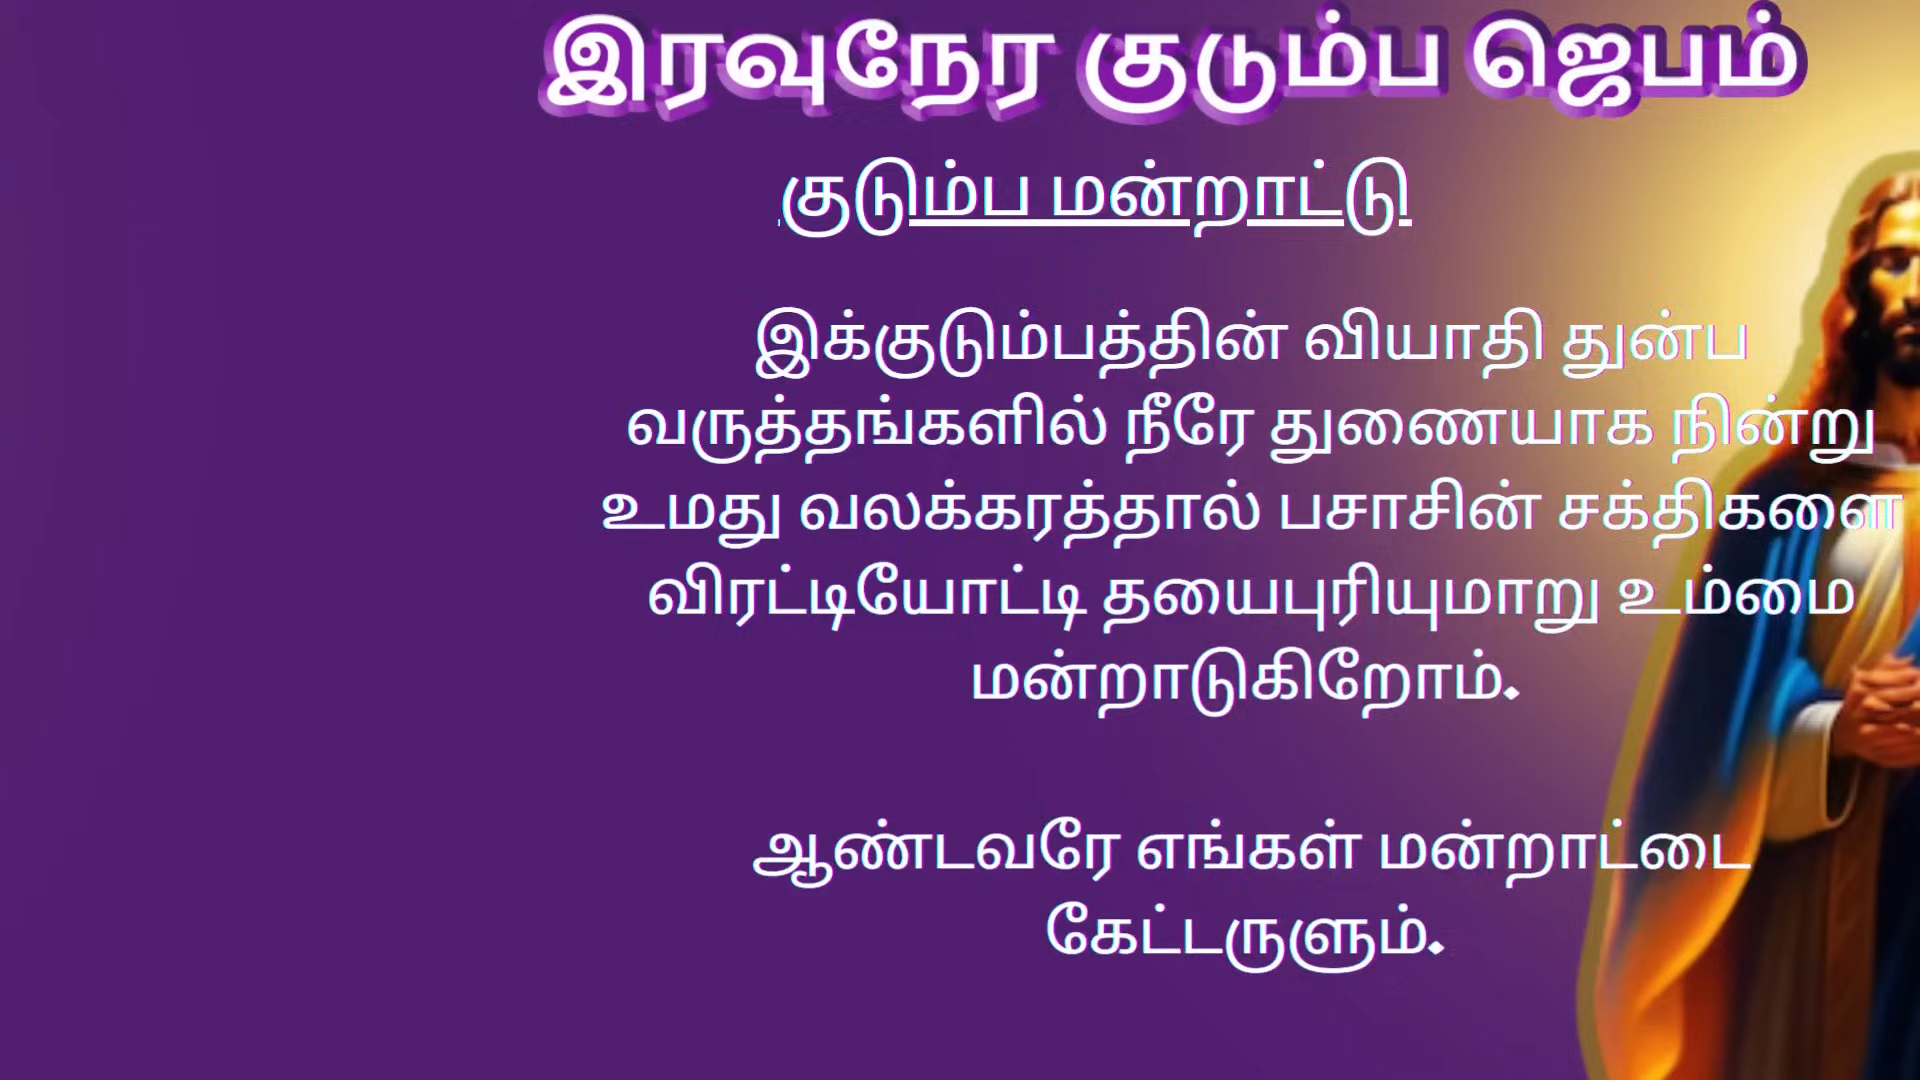 இரவுநேர குடும்ப ஜெபம்
குடும்ப மன்றாட்டு
இக்குடும்பத்தின் வியாதி துன்ப
வருத்தங்களில் நீரே துணையாக நின்று
உமது வலக்கரத்தால் பசாசின் சக்திகளை
விரட்டியோட்டி தயைபுரியுமாறு உம்மை
மன்றாடுகிறோம்.
ஆண்டவரே எங்கள் மன்றாட்டை
கேட்டருளும்.